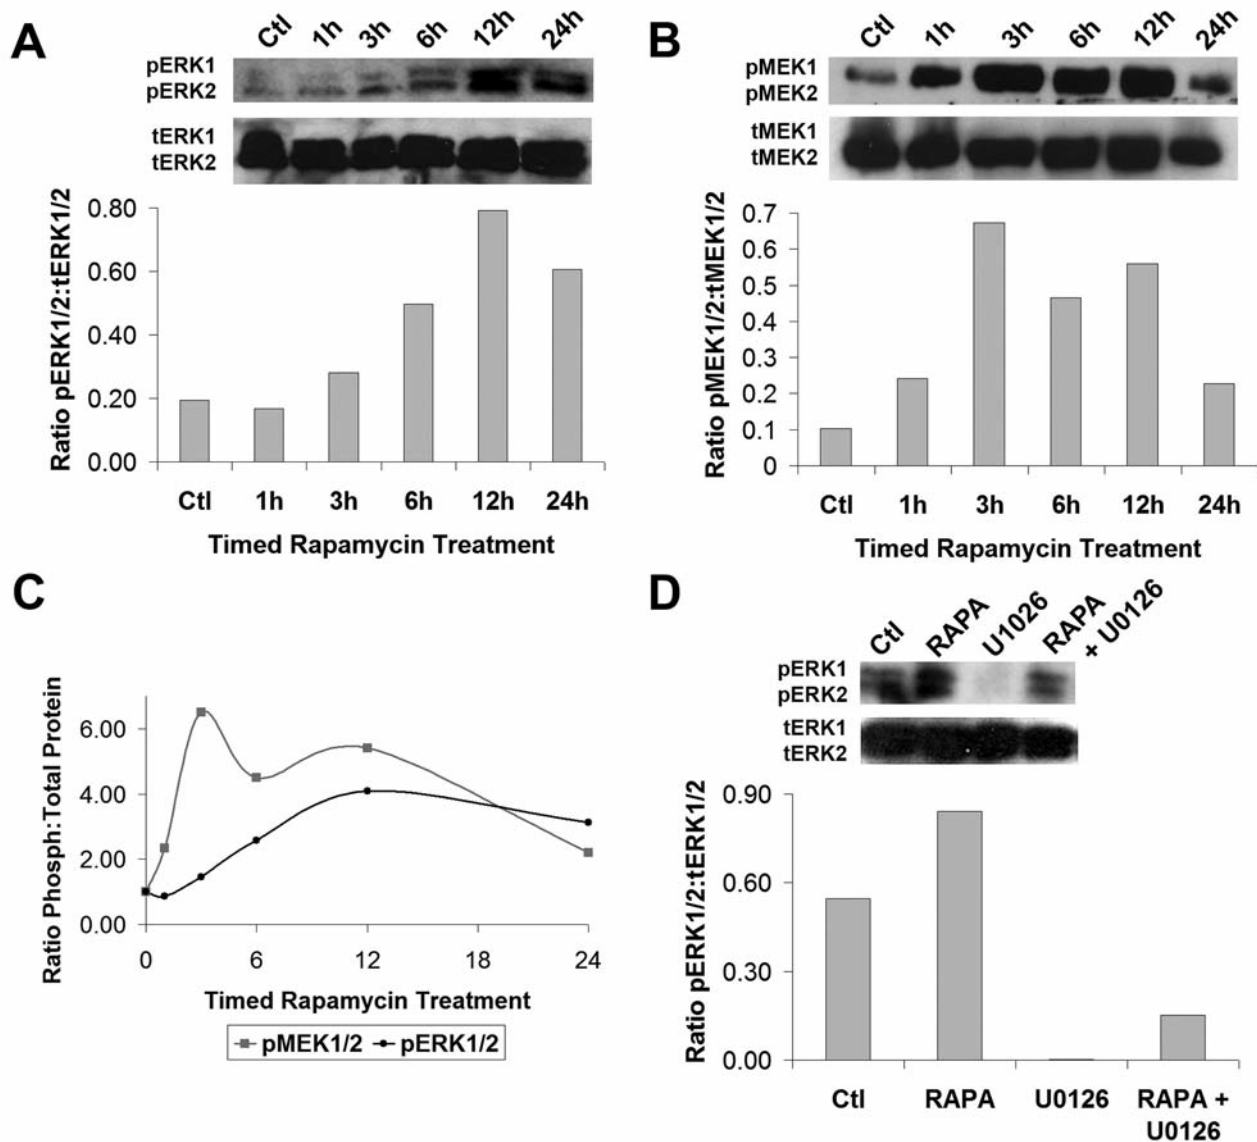 A
Ctl 1h 3h 6h 12h 24h
pERK1
pERK2
tERK1
tERK2
Ratio pERK1/2:tERK1/2
0.80
0.60
0.40
0.20
0.00
Ctl 1h 3h 6h 12h 24h
Timed Rapamycin Treatment
B
Ctl 1h 3h 6h 12h 24h
pMEK1
pMEK2
tMEK1
tMEK2
Ratio pMEK1/2:tMEK1/2
0.7
0.6
0.5
0.4
0.3
0.2
0.1
0
Ctl 1h 3h 6h 12h 24h
Timed Rapamycin Treatment
C
Ratio Phosph:Total Protein
6.00
4.00
2.00
0.00
0 6 12 18 24
Timed Rapamycin Treatment
pMEK1/2 pERK1/2
D
Ctl RAPA U1026 RAPA
+ U0126
pERK1
pERK2
tERK1
tERK2
Ratio pERK1/2:tERK1/2
0.90
0.60
0.30
0.00
Ctl RAPA U0126 RAPA +
U0126